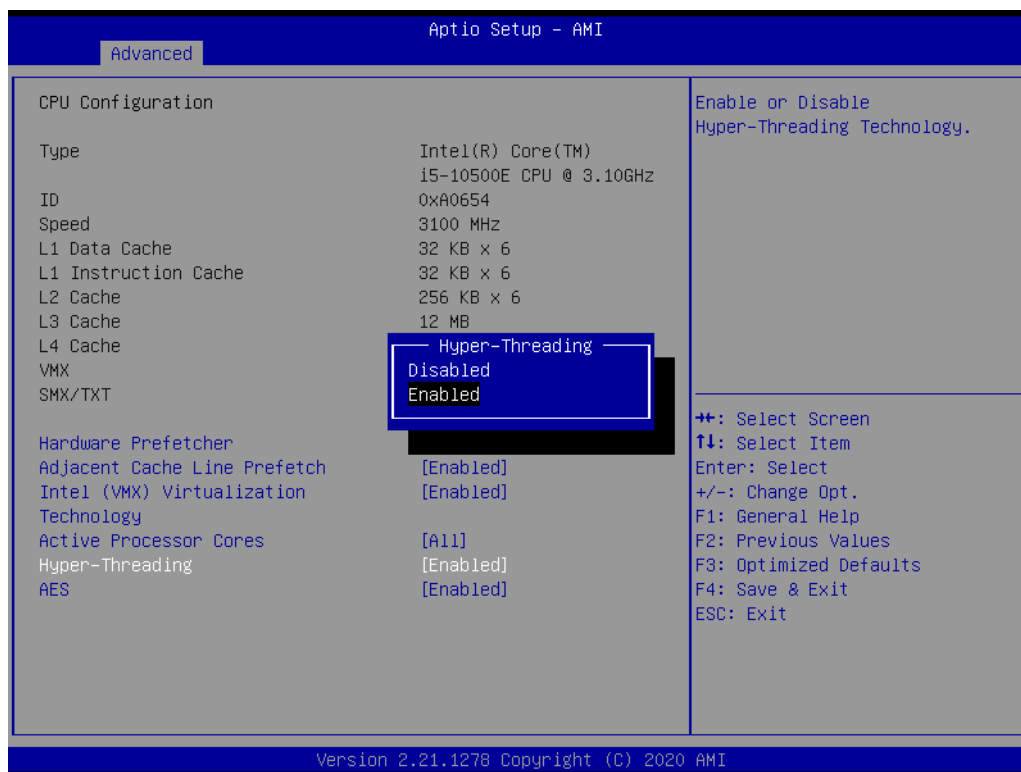 Aptio Setup – AMI
Advanced
CPU Configuration
Type Intel(R) Core(TM)
i5-10500E CPU @ 3.10GHz
ID 0xA0654
Speed 3100 MHz
L1 Data Cache 32 KB x 6
L1 Instruction Cache 32 KB x 6
L2 Cache 256 KB x 6
L3 Cache 12 MB
L4 Cache
VMX
SMX/TXT
Hyper-Threading
Disabled
Enabled
Hardware Prefetcher
Adjacent Cache Line Prefetch [Enabled]
Intel (VMX) Virtualization [Enabled]
Technology
Active Processor Cores [All]
Hyper-Threading [Enabled]
AES [Enabled]
Enable or Disable
Hyper-Threading Technology.
→←: Select Screen
↑↓: Select Item
Enter: Select
+/-: Change Opt.
F1: General Help
F2: Previous Values
F3: Optimized Defaults
F4: Save & Exit
ESC: Exit
Version 2.21.1278 Copyright (C) 2020 AMI